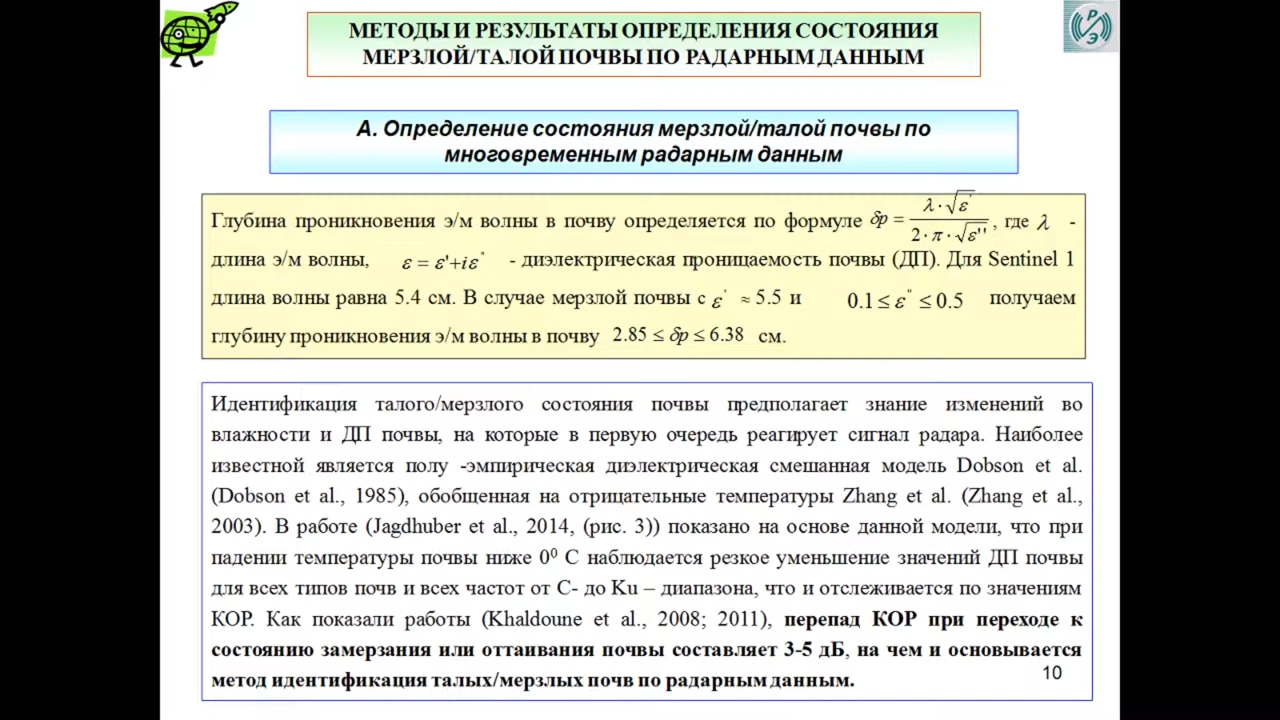 МЕТОДЫ И РЕЗУЛЬТАТЫ ОПРЕДЕЛЕНИЯ СОСТОЯНИЯ
МЕРЗЛОЙ/ТАЛОЙ ПОЧВЫ ПО РАДАРНЫМ ДАННЫМ
Р
Э
А. Определение состояния мерзлой/талой почвы по
многовременным радарным данным
Глубина проникновения э/м волны в почву определяется по формуле δp = λ·√ε' / 2·π·√ε'' , где λ -
длина э/м волны, ε = ε'+iε'' - диэлектрическая проницаемость почвы (ДП). Для Sentinel 1
длина волны равна 5.4 см. В случае мерзлой почвы с ε' ≈ 5.5 и 0.1 ≤ ε'' ≤ 0.5 получаем
глубину проникновения э/м волны в почву 2.85 ≤ δp ≤ 6.38 см.
Идентификация талого/мерзлого состояния почвы предполагает знание изменений во
влажности и ДП почвы, на которые в первую очередь реагирует сигнал радара. Наиболее
известной является полу -эмпирическая диэлектрическая смешанная модель Dobson et al.
(Dobson et al., 1985), обобщенная на отрицательные температуры Zhang et al. (Zhang et al.,
2003). В работе (Jagdhuber et al., 2014, (рис. 3)) показано на основе данной модели, что при
падении температуры почвы ниже 0⁰ С наблюдается резкое уменьшение значений ДП почвы
для всех типов почв и всех частот от С- до Ku – диапазона, что и отслеживается по значениям
КОР. Как показали работы (Khaldoune et al., 2008; 2011), перепад КОР при переходе к
состоянию замерзания или оттаивания почвы составляет 3-5 дБ, на чем и основывается
метод идентификации талых/мерзлых почв по радарным данным.
10